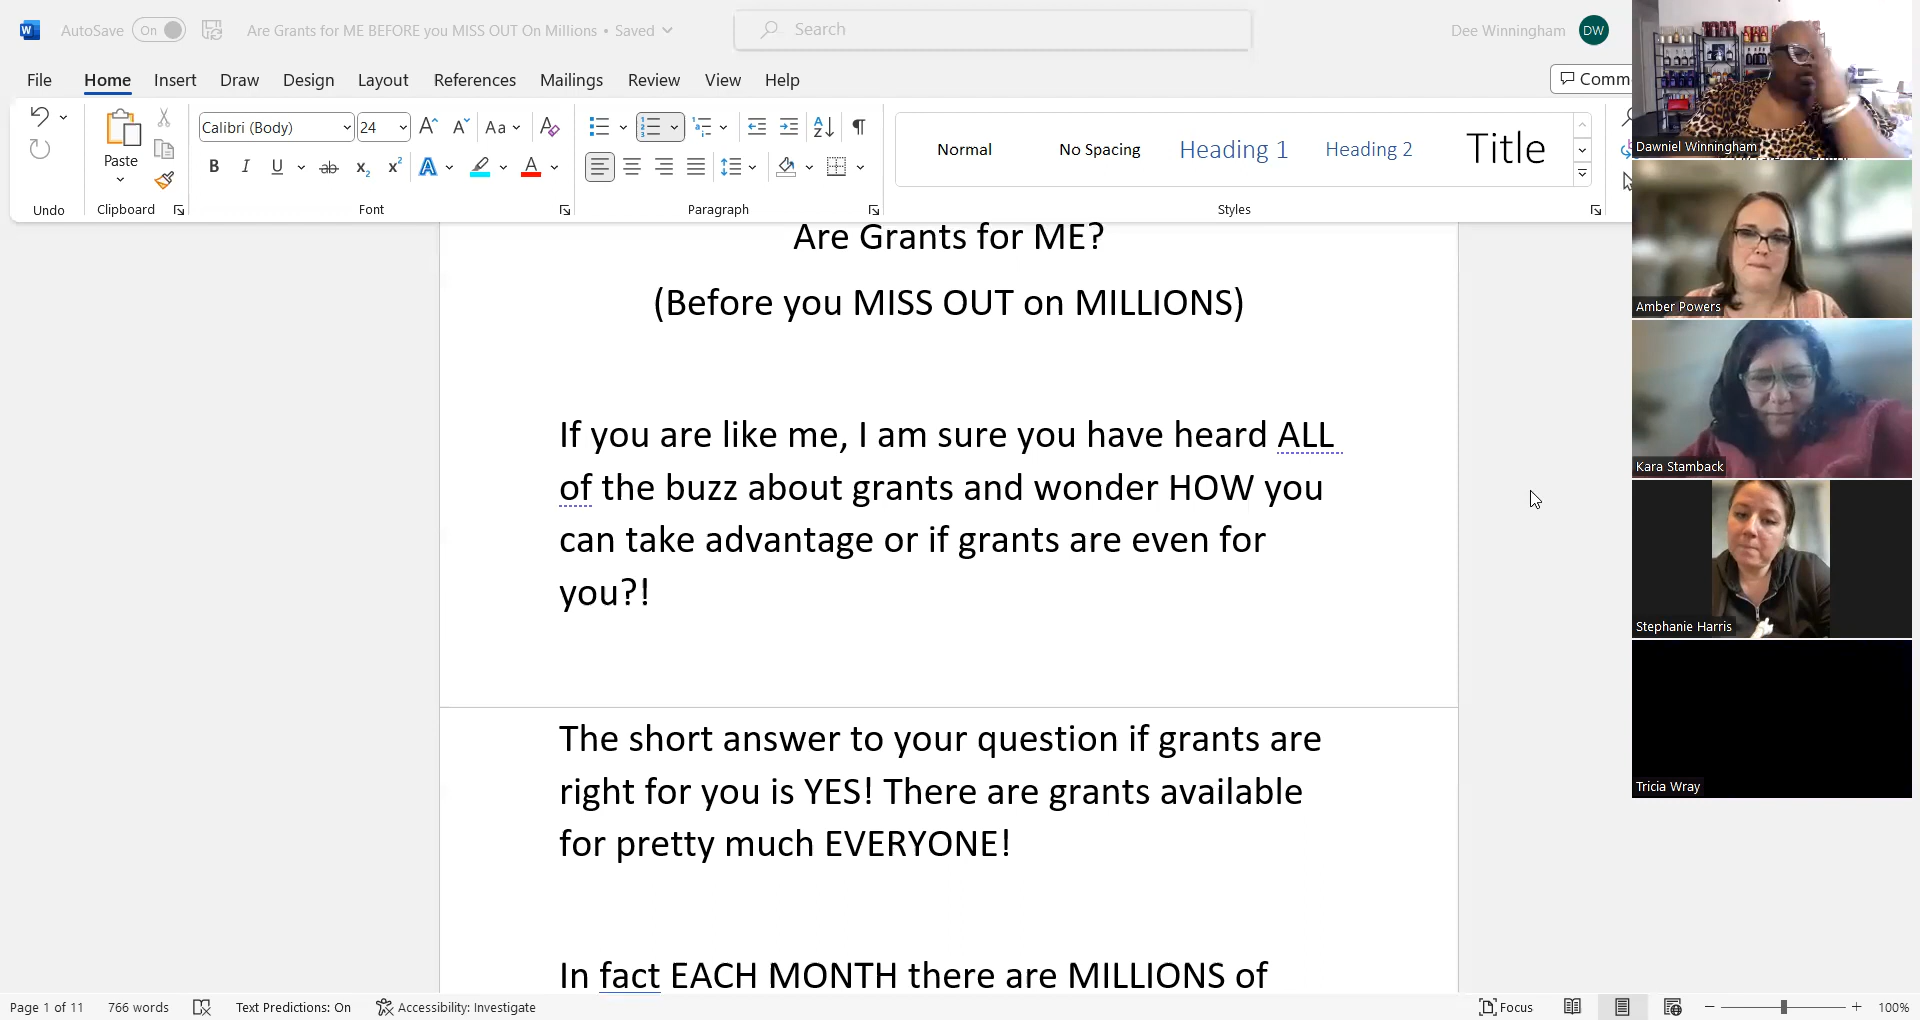 AutoSave On Are Grants for ME BEFORE you MISS OUT On Millions • Saved Search Dee Winningham DW
File Home Insert Draw Design Layout References Mailings Review View Help Comm
Calibri (Body) 24 Aa
Paste
B I U ab x₂ x² A A
Normal No Spacing Heading 1 Heading 2 Title
Undo Clipboard Font Paragraph Styles
Are Grants for ME?
(Before you MISS OUT on MILLIONS)
If you are like me, I am sure you have heard ALL
of the buzz about grants and wonder HOW you
can take advantage or if grants are even for
you?!
The short answer to your question if grants are
right for you is YES! There are grants available
for pretty much EVERYONE!
In fact EACH MONTH there are MILLIONS of
Dawniel Winningham
Amber Powers
Kara Stamback
Stephanie Harris
Tricia Wray
Page 1 of 11 766 words Text Predictions: On Accessibility: Investigate Focus 100%